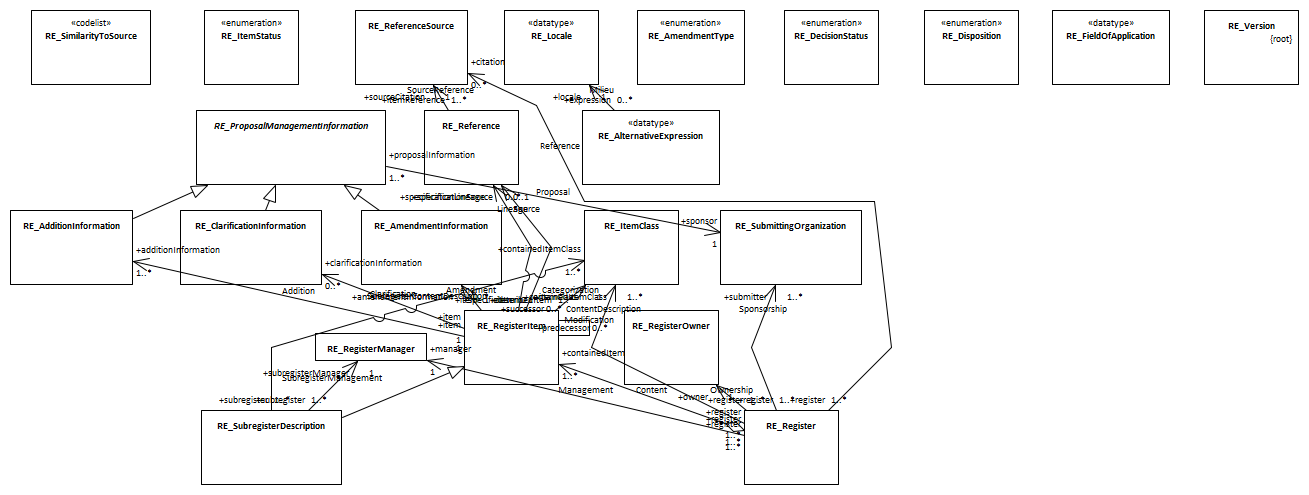 «codelist»
RE_SimilarityToSource
«enumeration»
RE_ItemStatus
RE_ReferenceSource
«datatype»
RE_Locale
«enumeration»
RE_AmendmentType
«enumeration»
RE_DecisionStatus
«enumeration»
RE_Disposition
«datatype»
RE_FieldOfApplication
RE_Version
{root}
+citation
0..*
SourceReference
+sourceCitation
+itemReference 1..*
+locale
+expression 0..*
RE_ProposalManagementInformation
RE_Reference
«datatype»
RE_AlternativeExpression
Reference
+proposalInformation
1..*
Proposal
RE_AdditionInformation
RE_ClarificationInformation
RE_AmendmentInformation
RE_ItemClass
+sponsor
1
RE_SubmittingOrganization
+additionInformation
1..*
+clarificationInformation
0..*
+containedItemClass
1..*
Addition
Amendment
Categorization
1..*
+submitter 1..*
Sponsorship
+successor 0..*
ContentDescription
Modification
+predecessor 0..*
+item
+item
1
1
RE_RegisterItem
RE_RegisterOwner
RE_RegisterManager
+manager
1
+containedItem
1..*
+subregisterManager
1
SubregisterManagement
Management
Content
Ownership
+owner
+register 1..*
+register 1..*
+register
+register
+register
1..*
1..*
1..*
RE_SubregisterDescription
RE_Register